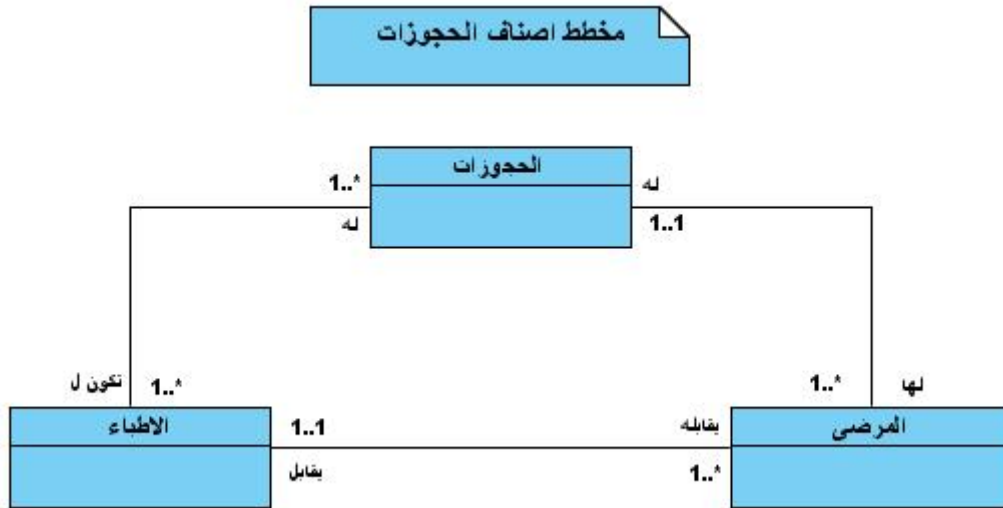 مخطط اصناف الحجوزات
الحجوزات
1..*
له
له
1..1
تكون ل
1..*
1..*
لها
الاطباء
1..1
يقابل
المرضى
يقابله
1..*